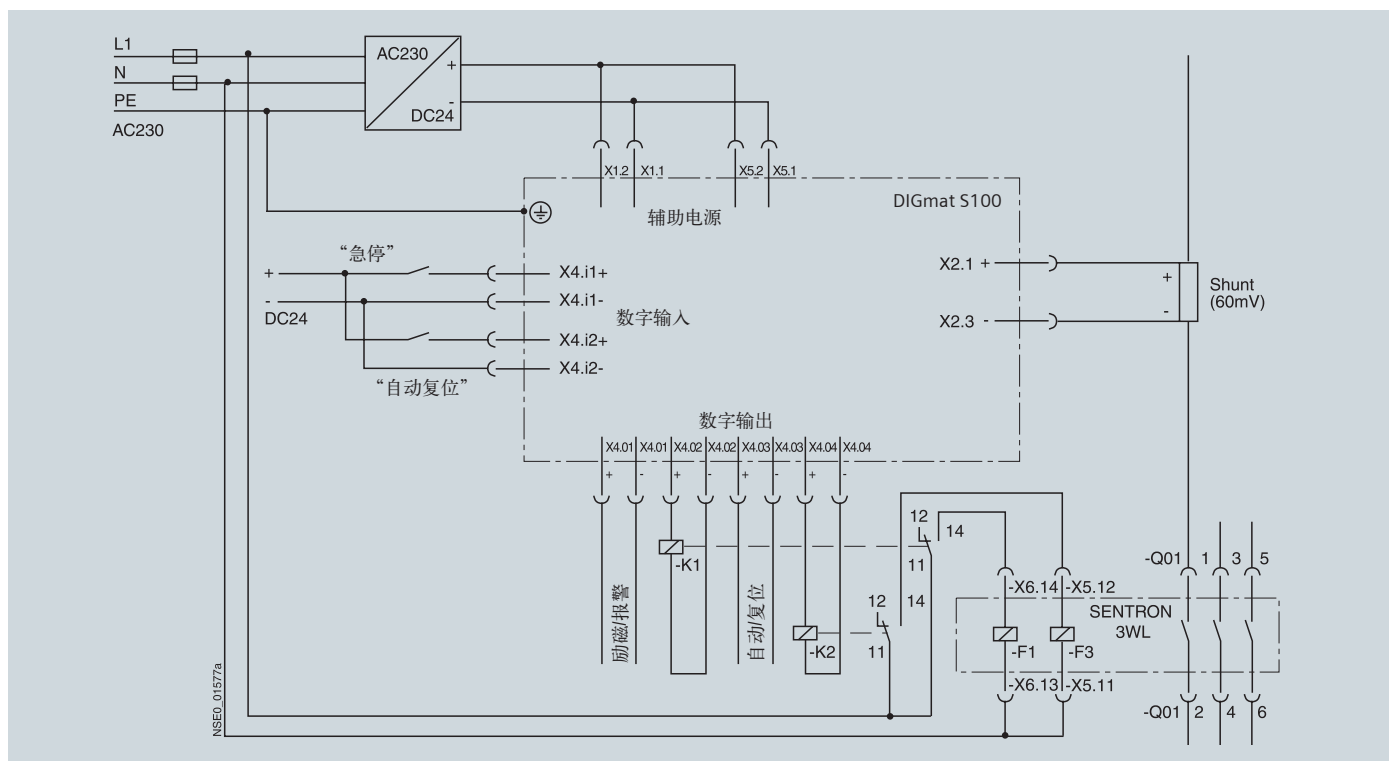 L1
N
PE
AC230
AC230
+
-
DC24
X1.2 X1.1 X5.2 X5.1
辅助电源
DIGmat S100
“急停”
+
-
DC24
X4.i1+
X4.i1-
数字输入
X4.i2+
X4.i2-
“自动复位”
X2.1 +
X2.3 -
+
-
Shunt
(60mV)
数字输出
X4.01 X4.01 X4.02 X4.02 X4.03 X4.03 X4.04 X4.04
+ - + - + - + -
励磁/报警
-K1
自动/复位
-K2
12
14
11
12
14
11
-X6.14 -X5.12
SENTRON
3WL
-F1
-F3
-X6.13 -X5.11
-Q01 1 3 5
-Q01 2 4 6
NSE0_01577a